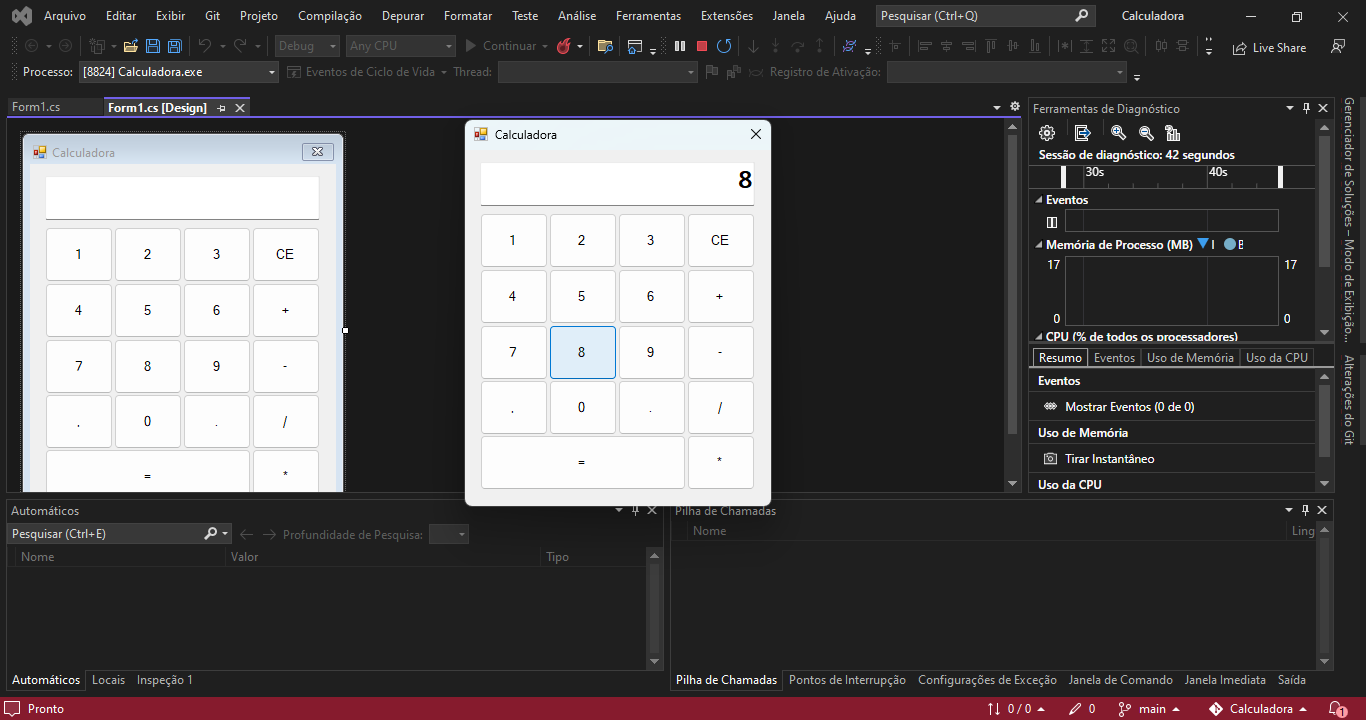 Arquivo Editar Exibir Git Projeto Compilação Depurar Formatar Teste Análise Ferramentas Extensões Janela Ajuda Pesquisar (Ctrl+Q) Calculadora
Debug Any CPU Continuar Live Share
Processo: [8824] Calculadora.exe Eventos de Ciclo de Vida Thread: Registro de Ativação:
Form1.cs Form1.cs [Design]
Calculadora
1 2 3 CE
4 5 6 +
7 8 9 -
, 0 . /
= *
Calculadora
8
1 2 3 CE
4 5 6 +
7 8 9 -
, 0 . /
= *
Ferramentas de Diagnóstico
Sessão de diagnóstico: 42 segundos
30s 40s
Eventos
Memória de Processo (MB)
17 17
0 0
CPU (% de todos os processadores)
Resumo Eventos Uso de Memória Uso da CPU
Eventos
Mostrar Eventos (0 de 0)
Uso de Memória
Tirar Instantâneo
Uso da CPU
Gerenciador de Soluções – Modo de Exibição...
Alterações do Git
Automáticos
Pesquisar (Ctrl+E) Profundidade de Pesquisa:
Nome Valor Tipo
Automáticos Locais Inspeção 1
Pilha de Chamadas
Nome Ling
Pilha de Chamadas Pontos de Interrupção Configurações de Exceção Janela de Comando Janela Imediata Saída
Pronto 0 / 0 0 main Calculadora 1